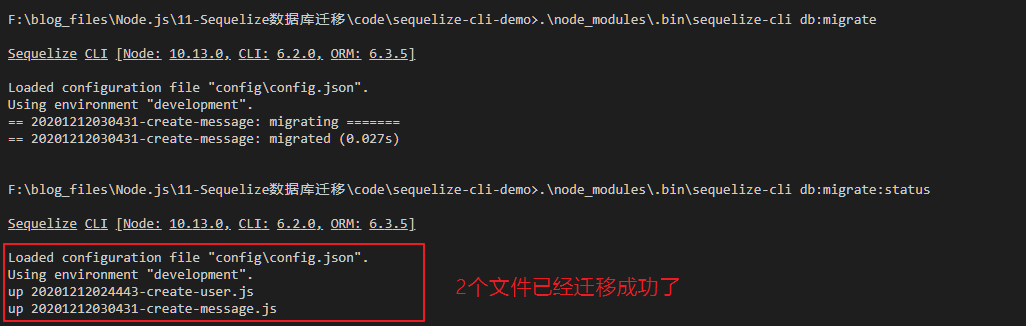 F:\blog_files\Node.js\11-Sequelize数据库迁移\code\sequelize-cli-demo>.\node_modules\.bin\sequelize-cli db:migrate
Sequelize CLI [Node: 10.13.0, CLI: 6.2.0, ORM: 6.3.5]
Loaded configuration file "config\config.json".
Using environment "development".
== 20201212030431-create-message: migrating =======
== 20201212030431-create-message: migrated (0.027s)
F:\blog_files\Node.js\11-Sequelize数据库迁移\code\sequelize-cli-demo>.\node_modules\.bin\sequelize-cli db:migrate:status
Sequelize CLI [Node: 10.13.0, CLI: 6.2.0, ORM: 6.3.5]
Loaded configuration file "config\config.json".
Using environment "development".
up 20201212024443-create-user.js
up 20201212030431-create-message.js
2个文件已经迁移成功了